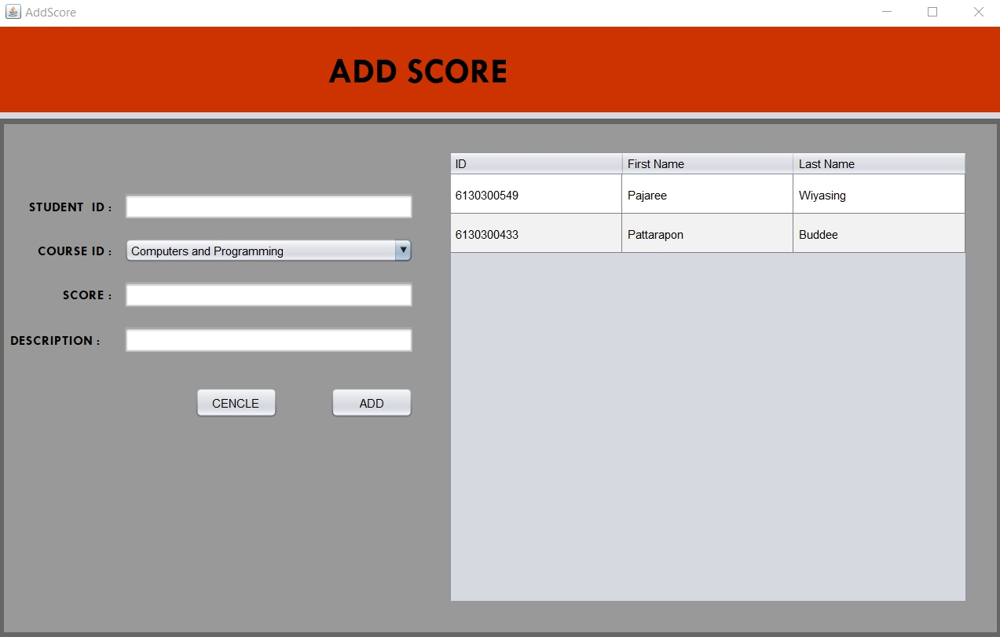 AddScore
ADD SCORE
STUDENT ID :
COURSE ID : Computers and Programming
SCORE :
DESCRIPTION :
CENCLE ADD
ID First Name Last Name
6130300549 Pajaree Wiyasing
6130300433 Pattarapon Buddee